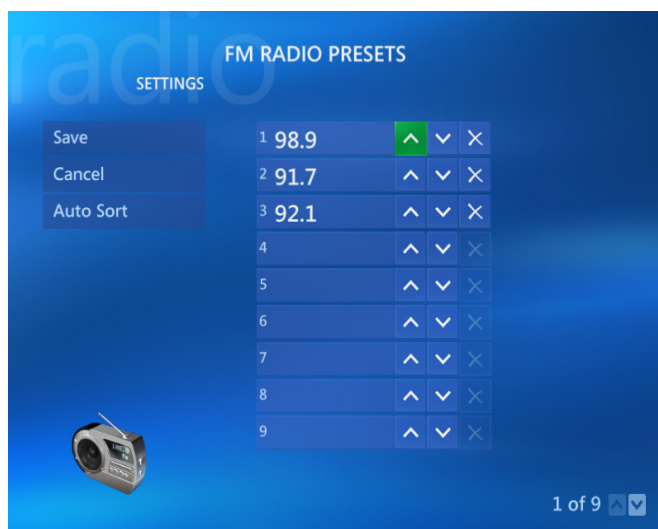 radio
FM RADIO PRESETS
SETTINGS
Save
Cancel
Auto Sort
1 98.9
2 91.7
3 92.1
4
5
6
7
8
9
1 of 9